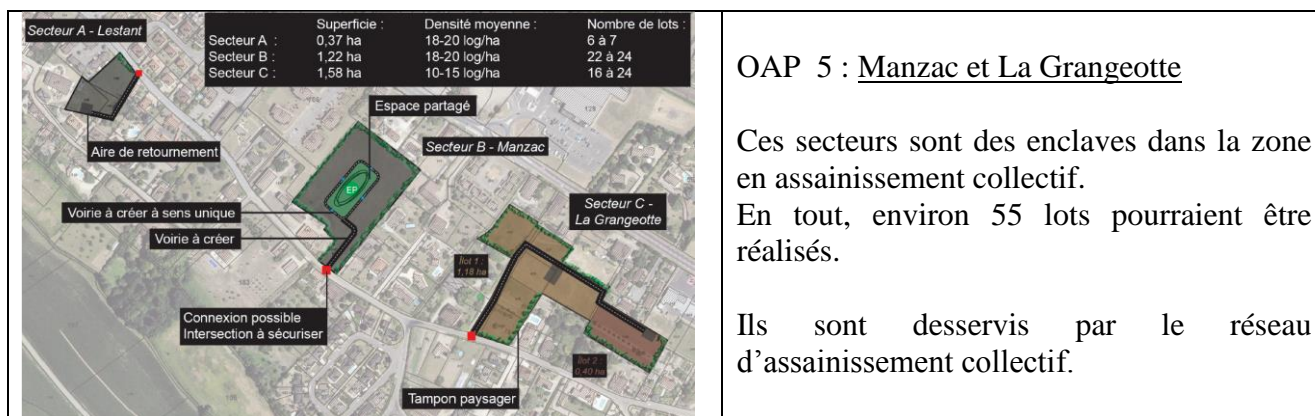 Secteur A - Lestant
Superficie : Densité moyenne : Nombre de lots :
Secteur A : 0,37 ha 18-20 log/ha 6 à 7
Secteur B : 1,22 ha 18-20 log/ha 22 à 24
Secteur C : 1,58 ha 10-15 log/ha 16 à 24
Espace partagé
Secteur B - Manzac
Aire de retournement
EP
Secteur C -
La Grangeotte
Voirie à créer à sens unique
Voirie à créer
Îlot 1 :
1,18 ha
Connexion possible
Intersection à sécuriser
Îlot 2 :
0,40 ha
Tampon paysager
OAP 5 : Manzac et La Grangeotte
Ces secteurs sont des enclaves dans la zone
en assainissement collectif.
En tout, environ 55 lots pourraient être
réalisés.
Ils sont desservis par le réseau
d'assainissement collectif.